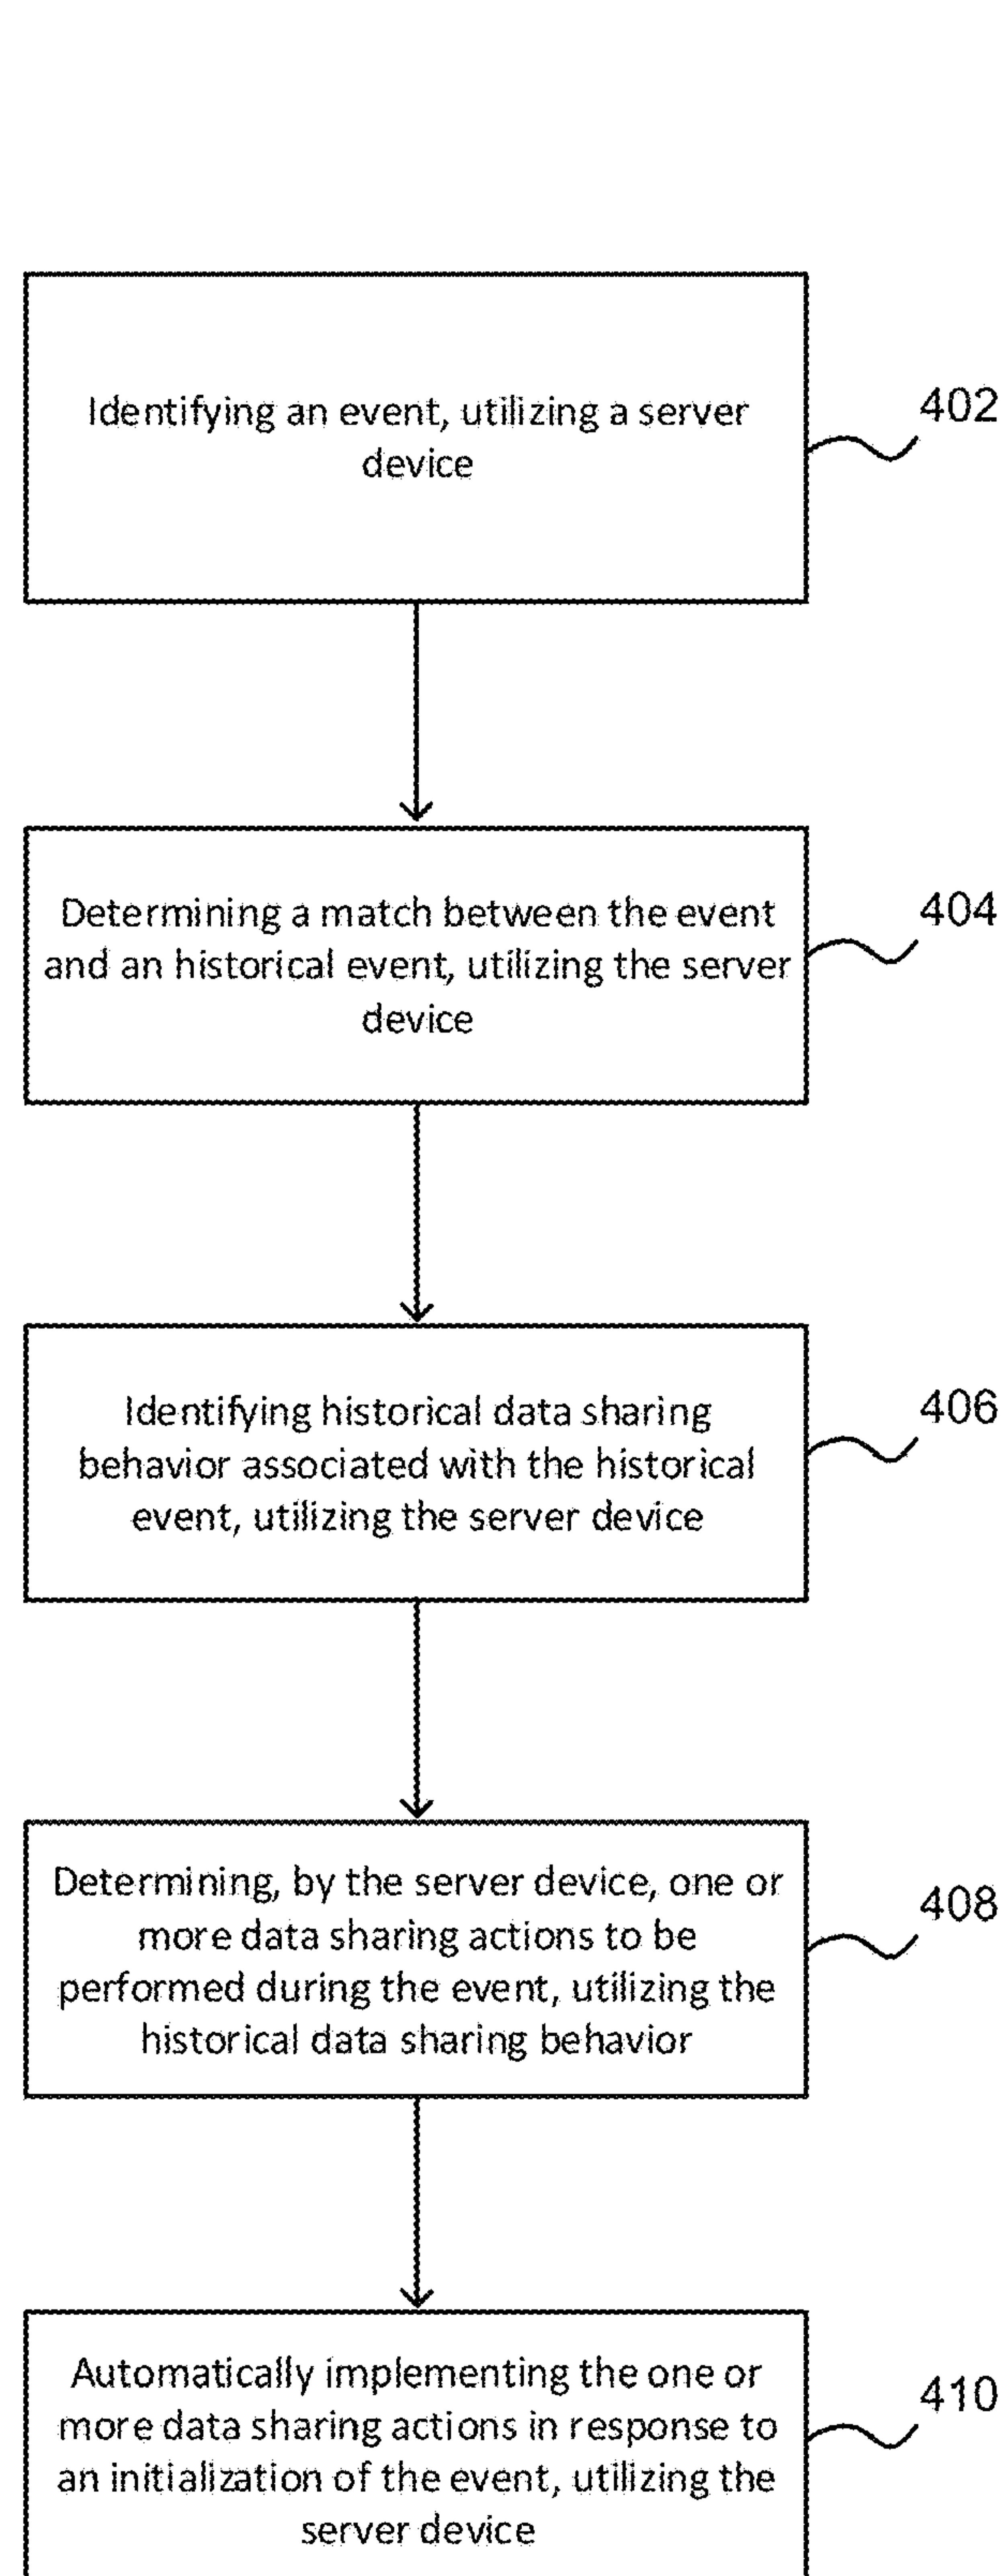 Identifying an event, utilizing a server
device
402
Determining a match between the event
and an historical event, utilizing the server
device
404
Identifying historical data sharing
behavior associated with the historical
event, utilizing the server device
406
Determining, by the server device, one or
more data sharing actions to be
performed during the event, utilizing the
historical data sharing behavior
408
Automatically implementing the one or
more data sharing actions in response to
an initialization of the event, utilizing the
server device
410